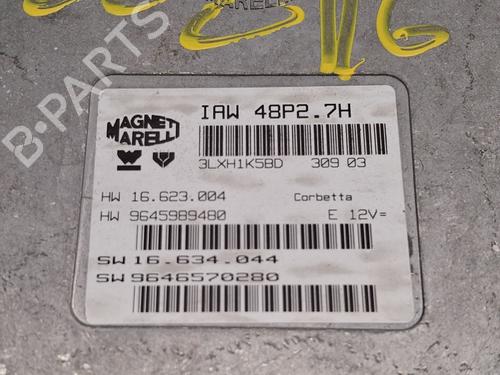 MARELLI
B-PARTS
IAW 48P2.7H
MAGNETI MARELLI
3LXH1K5BD 309 03
HW 16.623.004 Corbetta
HW 9645989480 E 12V=
SW 16.634.044
SW 9646570280